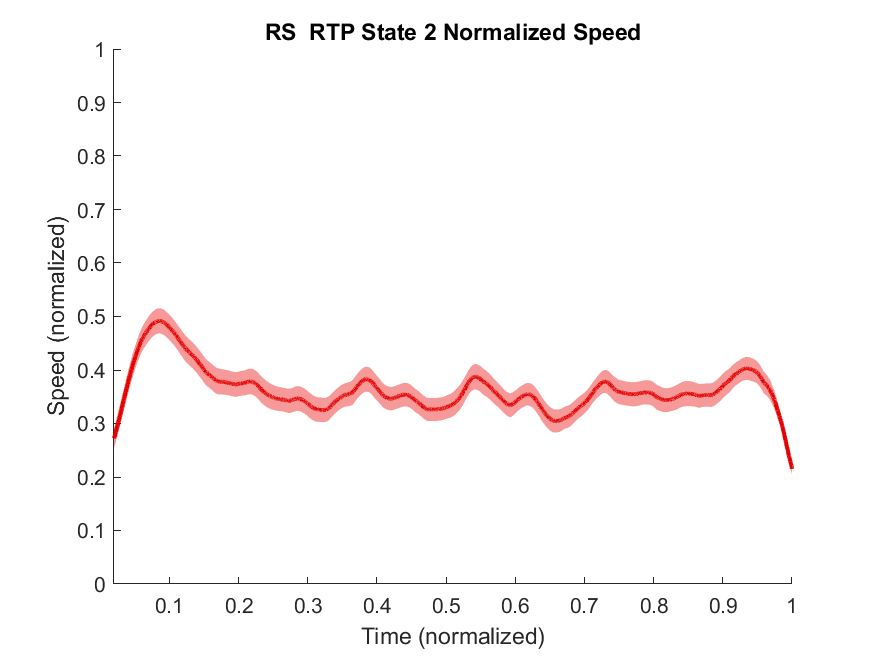 RS  RTP State 2 Normalized Speed
1
0.9
0.8
0.7
0.6
0.5
0.4
0.3
0.2
0.1
0
Speed (normalized)
0.1 0.2 0.3 0.4 0.5 0.6 0.7 0.8 0.9 1
Time (normalized)